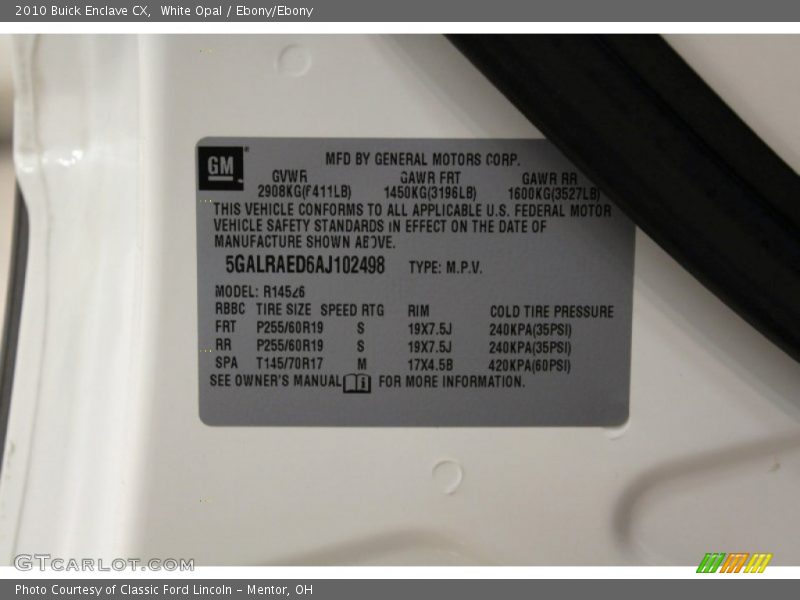 2010 Buick Enclave CX, White Opal / Ebony/Ebony
GM
MFD BY GENERAL MOTORS CORP.
GVWR GAWR FRT GAWR RR
2908KG(6411LB) 1450KG(3196LB) 1600KG(3527LB)
THIS VEHICLE CONFORMS TO ALL APPLICABLE U.S. FEDERAL MOTOR
VEHICLE SAFETY STANDARDS IN EFFECT ON THE DATE OF
MANUFACTURE SHOWN ABOVE.
5GALRAED6AJ102498 TYPE: M.P.V.
MODEL: R14526
RBBC TIRE SIZE SPEED RTG RIM COLD TIRE PRESSURE
FRT P255/60R19 S 19X7.5J 240KPA(35PSI)
RR P255/60R19 S 19X7.5J 240KPA(35PSI)
SPA T145/70R17 M 17X4.5B 420KPA(60PSI)
SEE OWNER'S MANUAL FOR MORE INFORMATION.
GTCARLOT.COM
Photo Courtesy of Classic Ford Lincoln - Mentor, OH